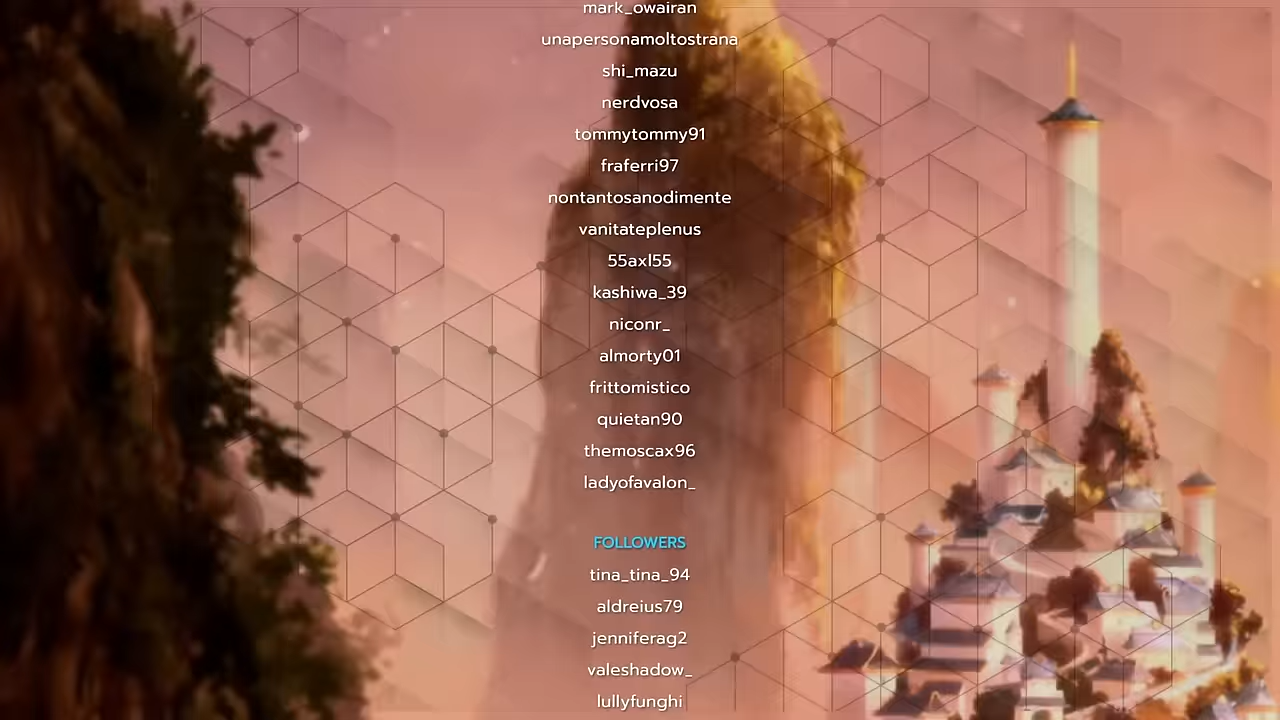 mark_owairan
unapersonamoltostrana
shi_mazu
nerdvosa
tommytommy91
fraferri97
nontantosanodimente
vanitateplenus
55axl55
kashiwa_39
niconr_
almorty01
frittomistico
quietan90
themoscax96
ladyofavalon_
FOLLOWERS
tina_tina_94
aldreius79
jenniferag2
valeshadow_
lullyfunghi